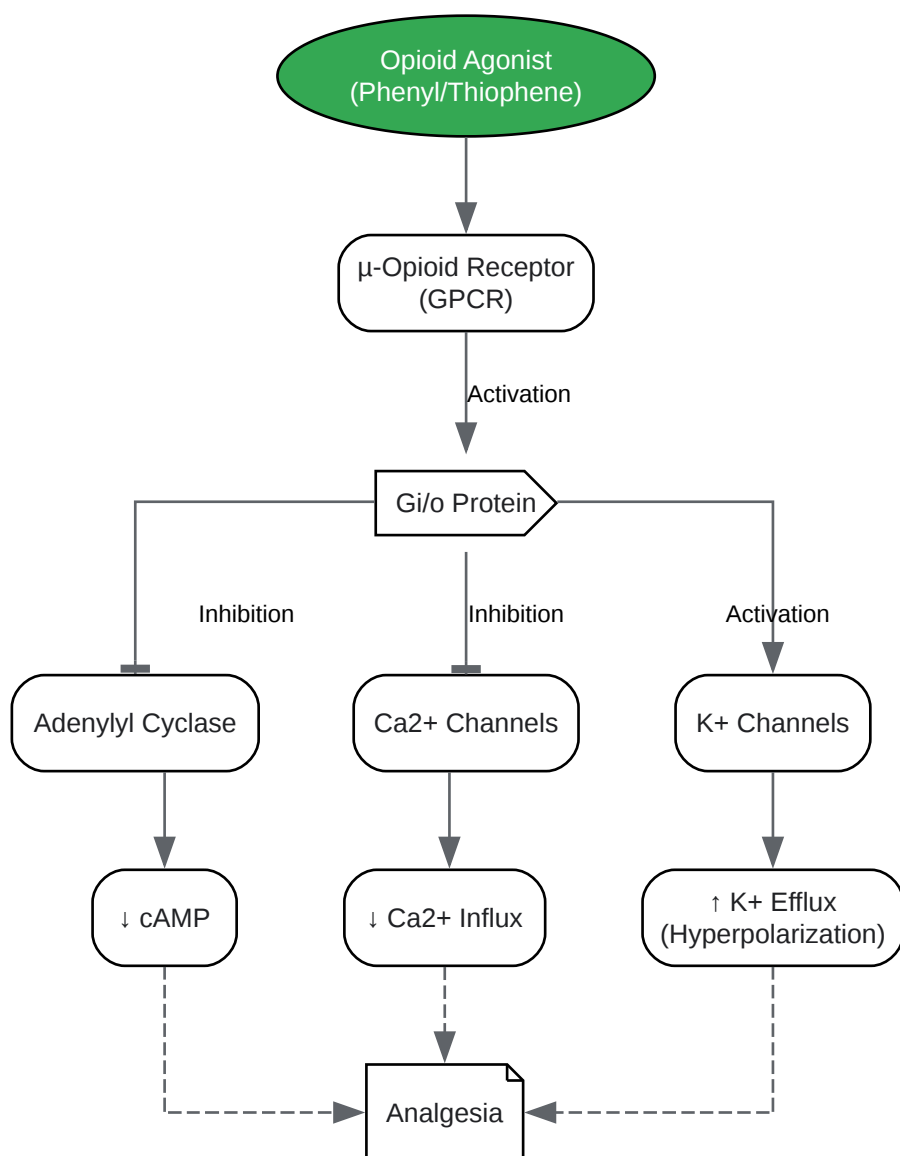 Opioid Agonist
(Phenyl/Thiophene)
µ-Opioid Receptor
(GPCR)
Activation
Gi/o Protein
Inhibition
Inhibition
Activation
Adenylyl Cyclase
Ca2+ Channels
K+ Channels
↓ cAMP
↓ Ca2+ Influx
↑ K+ Efflux
(Hyperpolarization)
Analgesia